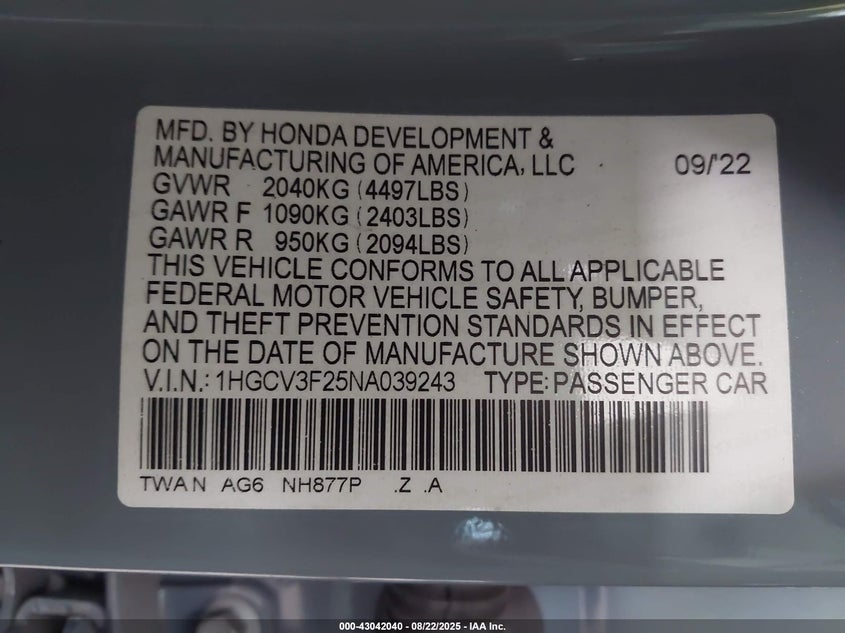 MFD. BY HONDA DEVELOPMENT &
MANUFACTURING OF AMERICA, LLC 09/'22
GVWR 2040KG (4497LBS)
GAWR F 1090KG (2403LBS)
GAWR R 950KG (2094LBS)
THIS VEHICLE CONFORMS TO ALL APPLICABLE
FEDERAL MOTOR VEHICLE SAFETY, BUMPER,
AND THEFT PREVENTION STANDARDS IN EFFECT
ON THE DATE OF MANUFACTURE SHOWN ABOVE.
V.I.N.: 1HGCV3F25NA039243 TYPE: PASSENGER CAR
TWA N AG6 NH877P .Z .A
000-43042040 - 08/22/2025 - IAA Inc.